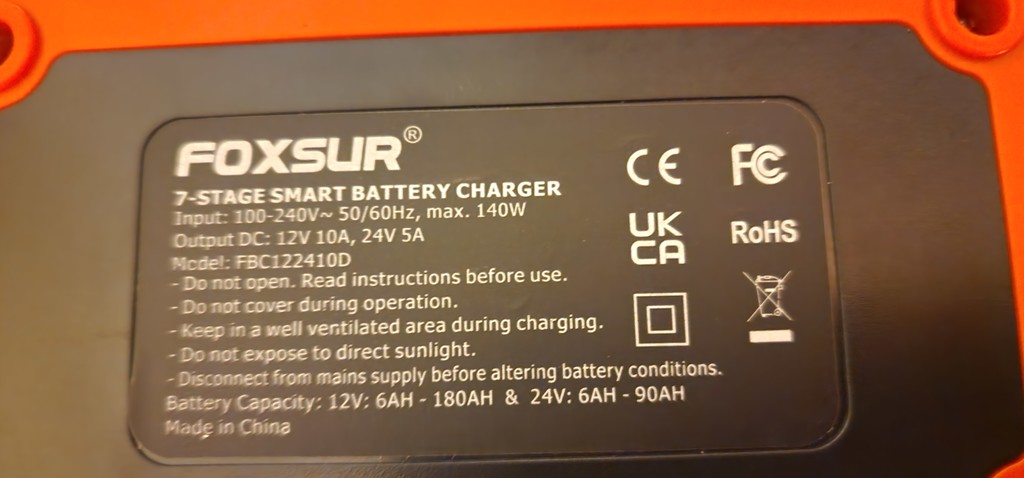 FOXSUR®
7-STAGE SMART BATTERY CHARGER
Input: 100-240V~ 50/60Hz, max. 140W
Output DC: 12V 10A, 24V 5A
Model: FBC122410D
- Do not open. Read instructions before use.
- Do not cover during operation.
- Keep in a well ventilated area during charging.
- Do not expose to direct sunlight.
- Disconnect from mains supply before altering battery conditions.
Battery Capacity: 12V: 6AH - 180AH & 24V: 6AH - 90AH
Made in China
CE FC
UK
CA
RoHS